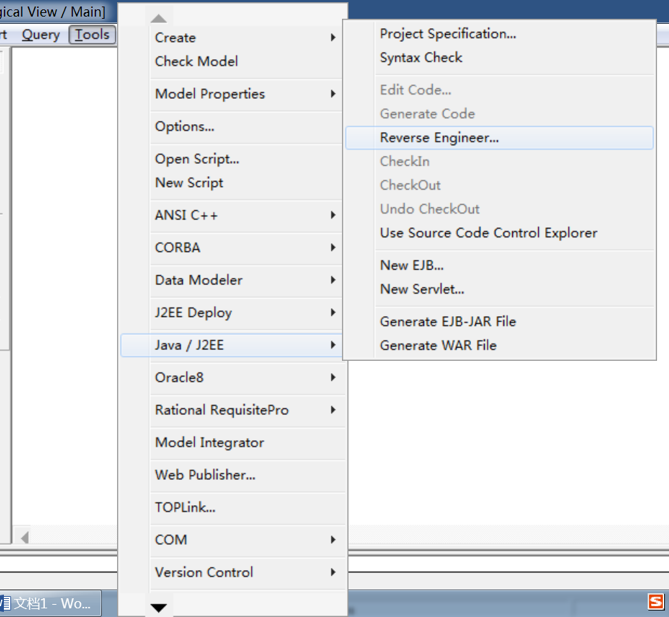 gical View / Main]
rt Query Tools
Create
Check Model
Model Properties
Options...
Open Script...
New Script
ANSI C++
CORBA
Data Modeler
J2EE Deploy
Java / J2EE
Oracle8
Rational RequisitePro
Model Integrator
Web Publisher...
TOPLink...
COM
Version Control
Project Specification...
Syntax Check
Edit Code...
Generate Code
Reverse Engineer...
CheckIn
CheckOut
Undo CheckOut
Use Source Code Control Explorer
New EJB...
New Servlet...
Generate EJB-JAR File
Generate WAR File
文档1 - Wo...
S